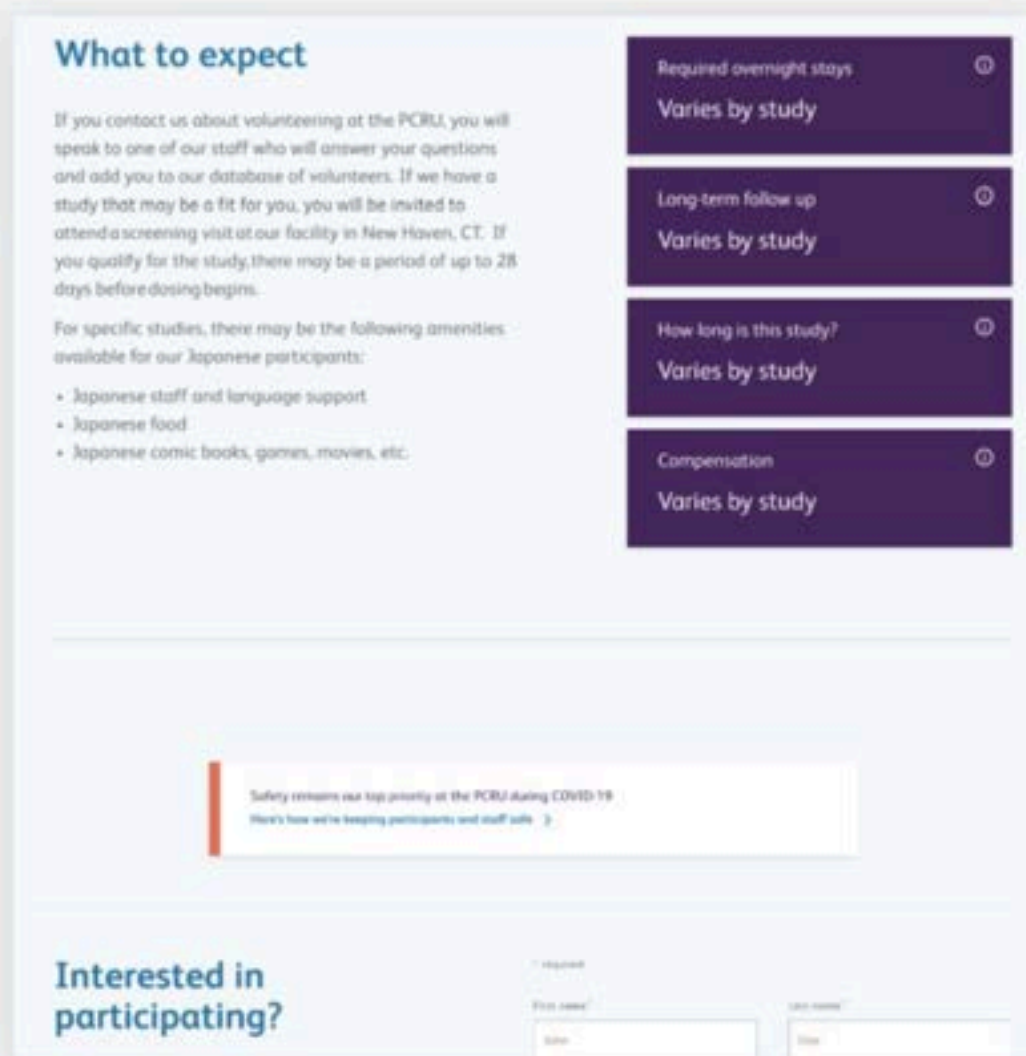 What to expect
If you contact us about volunteering at the PCRU, you will
speak to one of our staff who will answer your questions
and add you to our database of volunteers. If we have a
study that may be a fit for you, you will be invited to
attend a screening visit at our facility in New Haven, CT. If
you qualify for the study, there may be a period of up to 28
days before dosing begins.
For specific studies, there may be the following amenities
available for our Japanese participants:
• Japanese staff and language support
• Japanese food
• Japanese comic books, games, movies, etc.
Required overnight stays
Varies by study
Long-term follow up
Varies by study
How long is this study?
Varies by study
Compensation
Varies by study
Safety remains our top priority at the PCRU during COVID-19
Here's how we're keeping participants and staff safe
Interested in
participating?
* required
First name*
Last name*
John
Doe